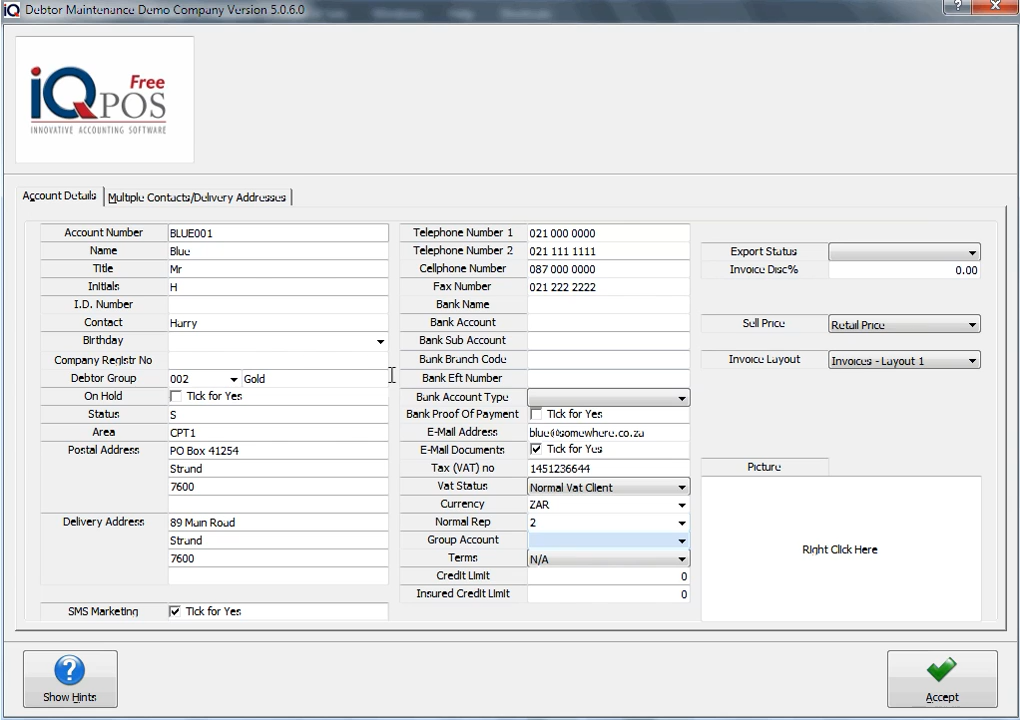 iQ Debtor Maintenance Demo Company Version 5.0.6.0
iQ Free
POS
INNOVATIVE ACCOUNTING SOFTWARE
Account Details
Multiple Contacts/Delivery Addresses
Account Number BLUE001
Name Blue
Title Mr
Initials H
I.D. Number
Contact Hurry
Birthday
Company Registr No
Debtor Group 002 Gold
On Hold Tick for Yes
Status S
Area CPT1
Postal Address PO Box 41254
Strand
7600
Delivery Address 89 Main Road
Strand
7600
SMS Marketing Tick for Yes
Telephone Number 1 021 000 0000
Telephone Number 2 021 111 1111
Cellphone Number 087 000 0000
Fax Number 021 222 2222
Bank Name
Bank Account
Bank Sub Account
Bank Branch Code
Bank Eft Number
Bank Account Type
Bank Proof Of Payment Tick for Yes
E-Mail Address blue@somewhere.co.za
E-Mail Documents Tick for Yes
Tax (VAT) no 1451236644
Vat Status Normal Vat Client
Currency ZAR
Normal Rep 2
Group Account
Terms N/A
Credit Limit 0
Insured Credit Limit 0
Export Status
Invoice Disc% 0.00
Sell Price Retail Price
Invoice Layout Invoices - Layout 1
Picture
Right Click Here
Show Hints
Accept